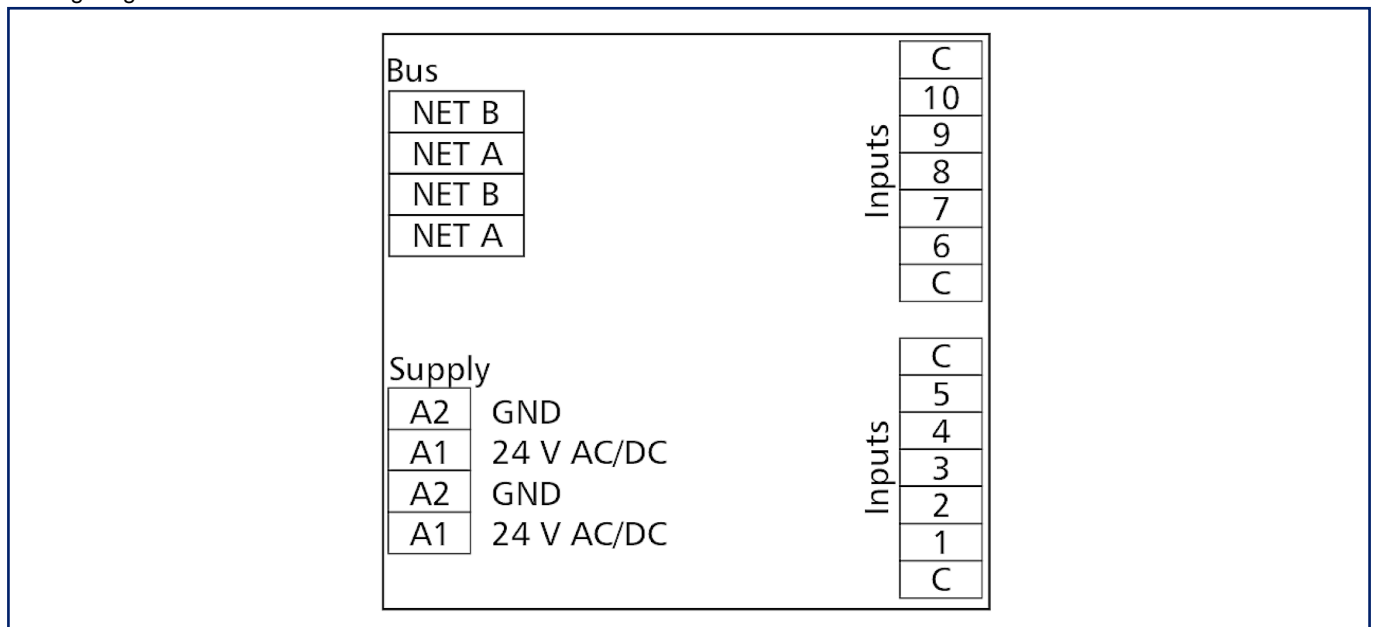 Bus
NET B
NET A
NET B
NET A
Supply
A2 GND
A1 24 V AC/DC
A2 GND
A1 24 V AC/DC
Inputs
C
10
9
8
7
6
C
Inputs
C
5
4
3
2
1
C